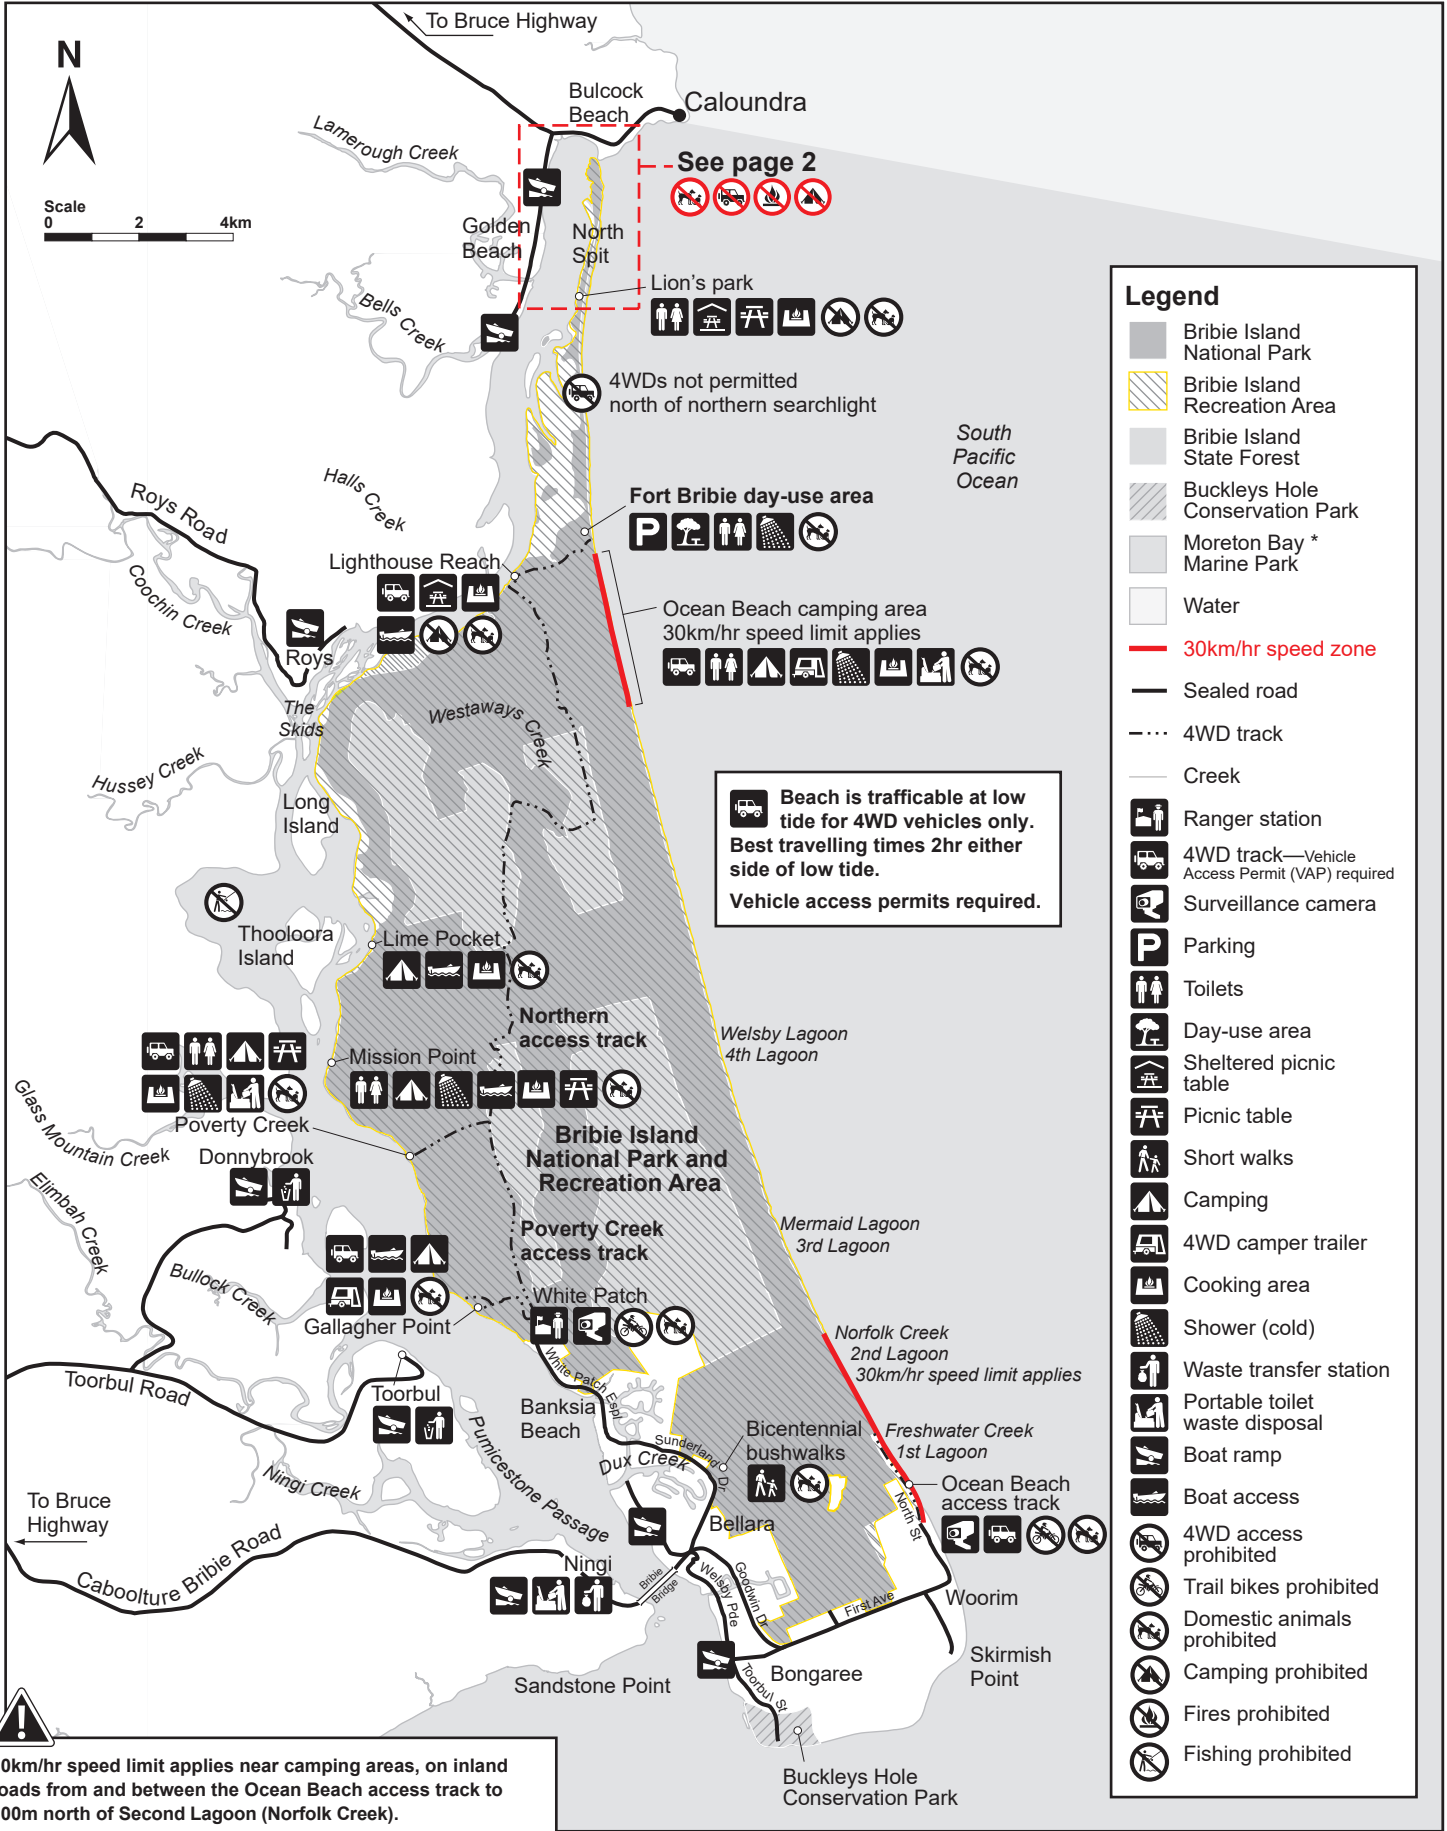 To Bruce Highway
N
Bulcock
Beach
Caloundra
Lamerough Creek
See page 2
Scale
0 2 4km
Golden
Beach
North
Spit
Lion's park
Bells Creek
4WDs not permitted
north of northern searchlight
South
Pacific
Ocean
Halls Creek
Roys Road
Fort Bribie day-use area
P
Lighthouse Reach
Coochin Creek
Ocean Beach camping area
30km/hr speed limit applies
Roys
The
Skids
Westaways Creek
Hussey Creek
Long
Island
Beach is trafficable at low
tide for 4WD vehicles only.
Best travelling times 2hr either
side of low tide.
Vehicle access permits required.
Thooloora
Island
Lime Pocket
Northern
access track
Welsby Lagoon
4th Lagoon
Mission Point
Glass Mountain Creek
Poverty Creek
Donnybrook
Bribie Island
National Park and
Recreation Area
Elimbah Creek
Poverty Creek
access track
Mermaid Lagoon
3rd Lagoon
Bullock Creek
White Patch
Gallagher Point
Norfolk Creek
2nd Lagoon
30km/hr speed limit applies
White Patch Espl
Toorbul Road
Toorbul
Banksia
Beach
Bicentennial
bushwalks
Freshwater Creek
1st Lagoon
Sunderland Dr
Dux Creek
Pumicestone Passage
Ningi Creek
Ocean Beach
access track
North St
To Bruce
Highway
Bellara
Caboolture Bribie Road
Ningi
Bribie
Bridge
Welsby Pde
Goodwin Dr
First Ave
Woorim
Skirmish
Point
Sandstone Point
Bongaree
Toorbul St
Buckleys Hole
Conservation Park
0km/hr speed limit applies near camping areas, on inland
oads from and between the Ocean Beach access track to
00m north of Second Lagoon (Norfolk Creek).
Legend
Bribie Island
National Park
Bribie Island
Recreation Area
Bribie Island
State Forest
Buckleys Hole
Conservation Park
Moreton Bay *
Marine Park
Water
30km/hr speed zone
Sealed road
4WD track
Creek
Ranger station
4WD track—Vehicle
Access Permit (VAP) required
Surveillance camera
P Parking
Toilets
Day-use area
Sheltered picnic
table
Picnic table
Short walks
Camping
4WD camper trailer
Cooking area
Shower (cold)
Waste transfer station
Portable toilet
waste disposal
Boat ramp
Boat access
4WD access
prohibited
Trail bikes prohibited
Domestic animals
prohibited
Camping prohibited
Fires prohibited
Fishing prohibited